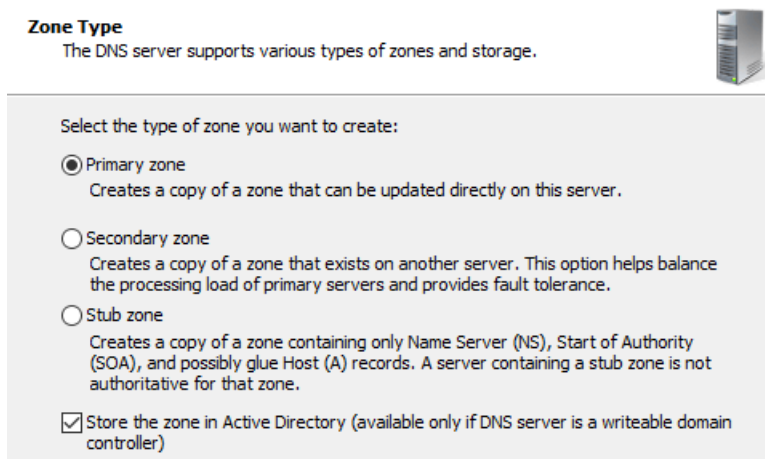 Zone Type
The DNS server supports various types of zones and storage.
Select the type of zone you want to create:
Primary zone
Creates a copy of a zone that can be updated directly on this server.
Secondary zone
Creates a copy of a zone that exists on another server. This option helps balance
the processing load of primary servers and provides fault tolerance.
Stub zone
Creates a copy of a zone containing only Name Server (NS), Start of Authority
(SOA), and possibly glue Host (A) records. A server containing a stub zone is not
authoritative for that zone.
Store the zone in Active Directory (available only if DNS server is a writeable domain
controller)